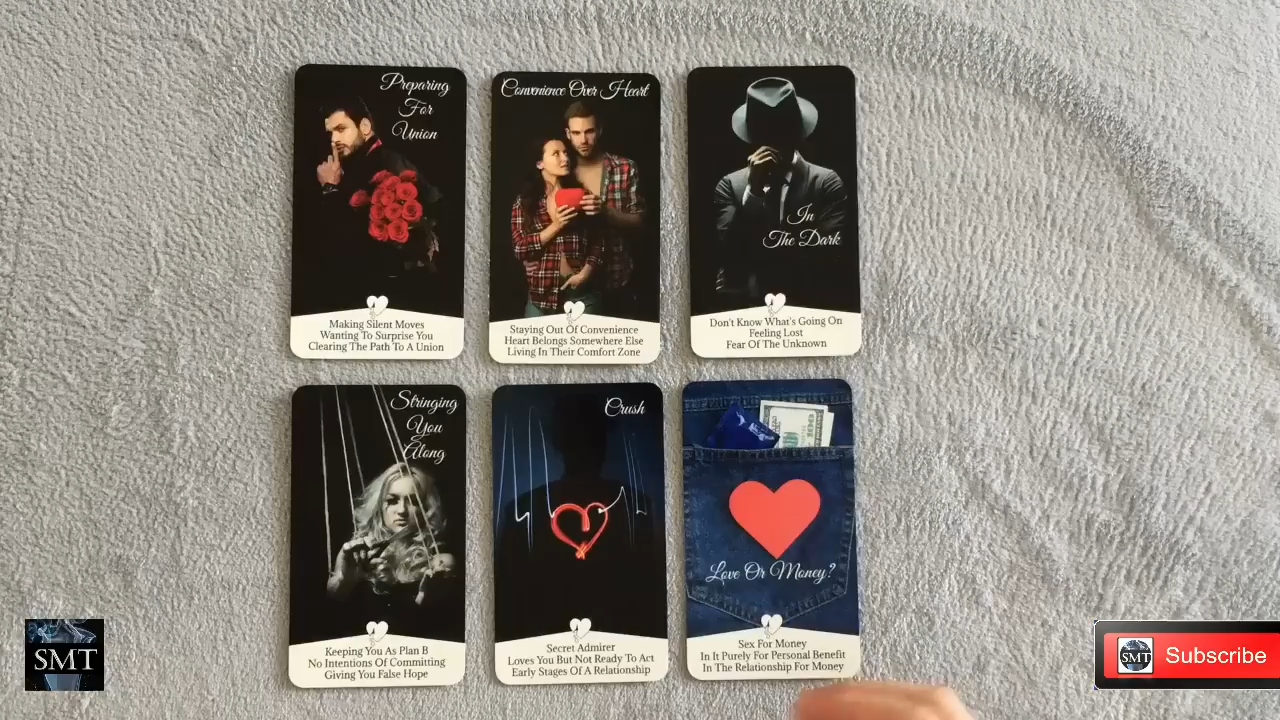 Preparing
For
Union
Making Silent Moves
Wanting To Surprise You
Clearing The Path To A Union
Convenience Over Heart
Staying Out Of Convenience
Heart Belongs Somewhere Else
Living In Their Comfort Zone
In
The Dark
Don't Know What's Going On
Feeling Lost
Fear Of The Unknown
Stringing
You
Along
Keeping You As Plan B
No Intentions Of Committing
Giving You False Hope
Crush
Secret Admirer
Loves You But Not Ready To Act
Early Stages Of A Relationship
100
Love Or Money?
Sex For Money
In It Purely For Personal Benefit
In The Relationship For Money
SMT
SMT
Subscribe